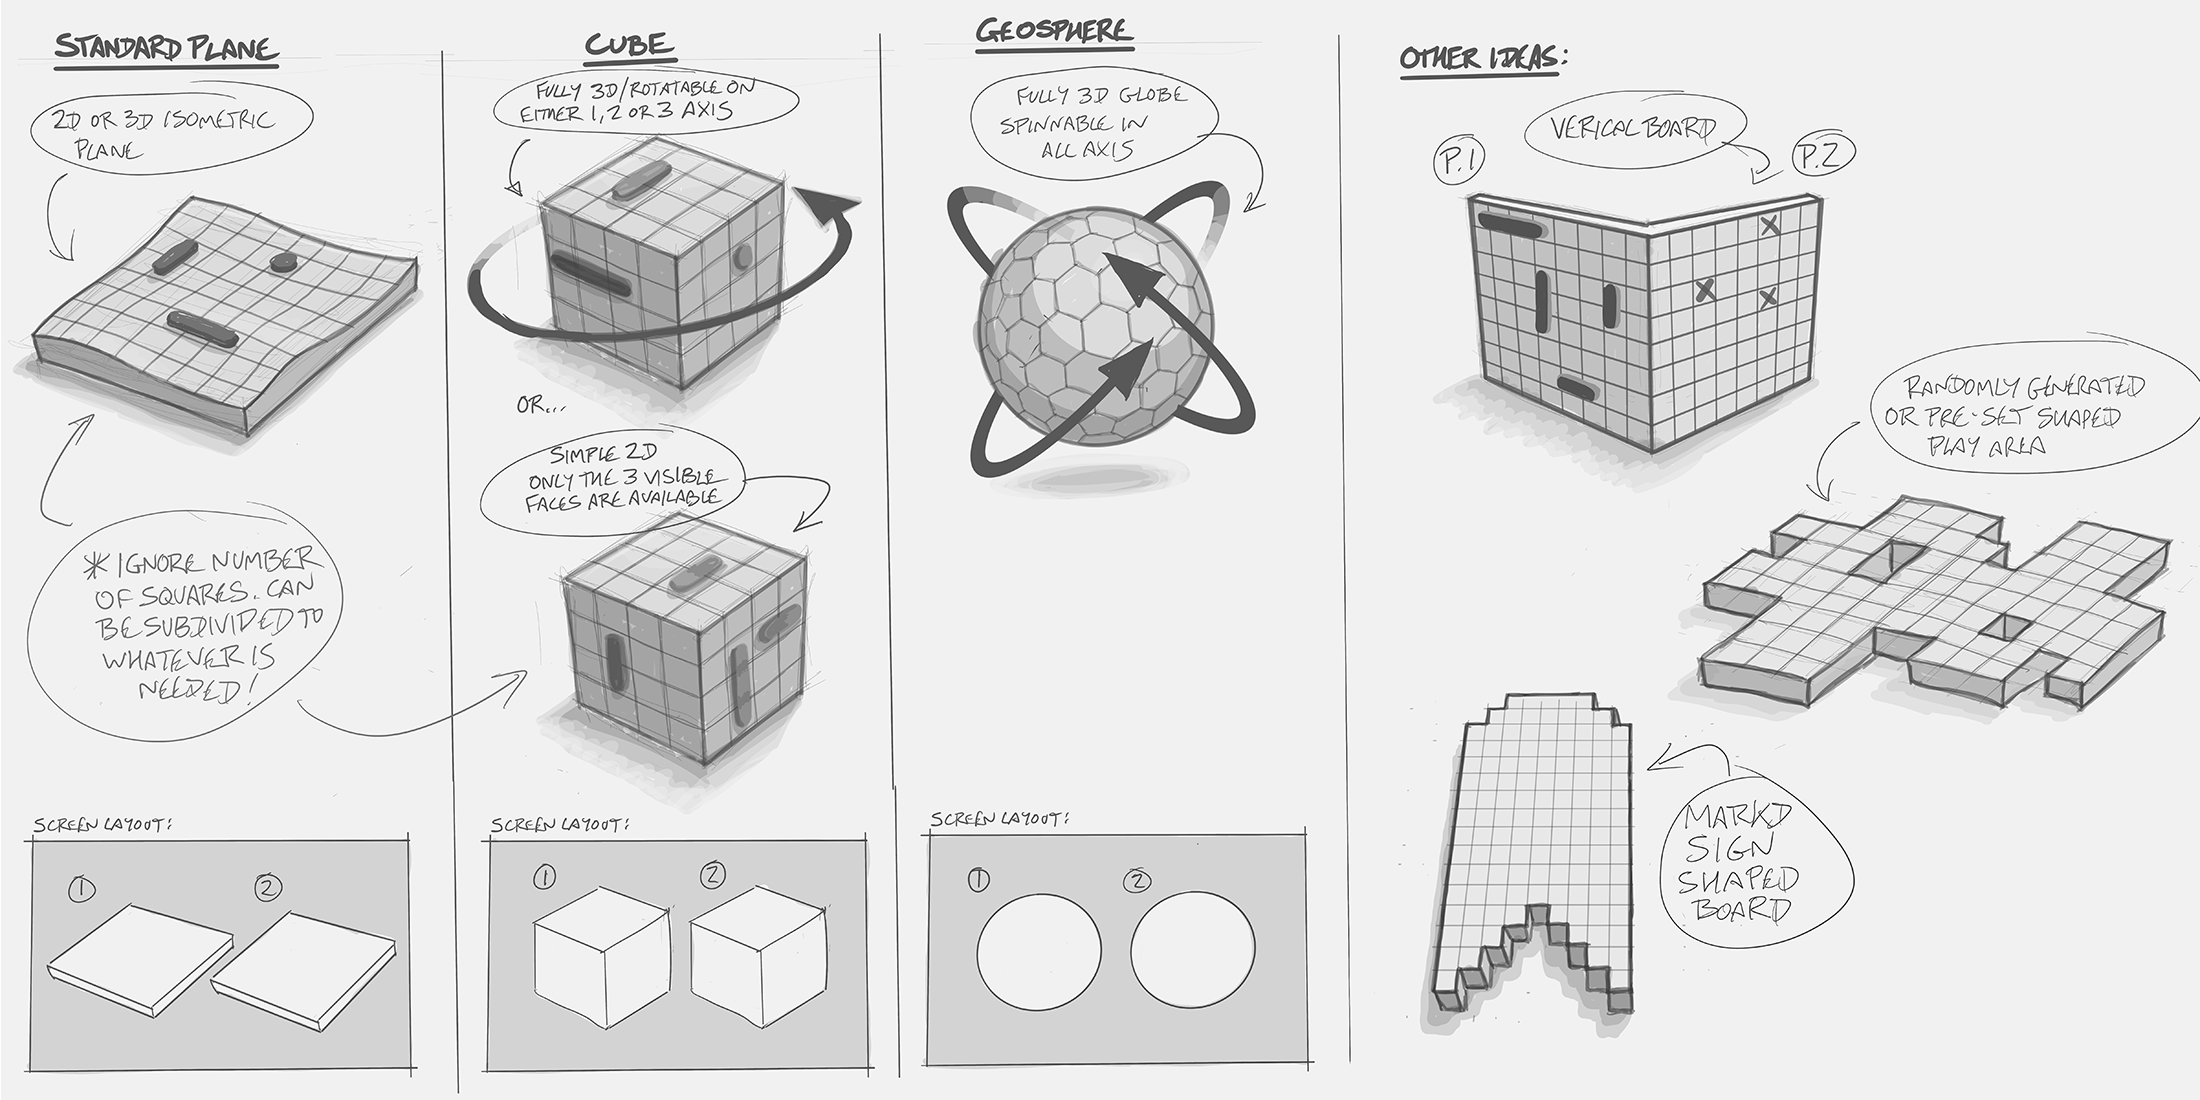 STANDARD PLANE
2D OR 3D ISOMETRIC
PLANE
* IGNORE NUMBER
OF SQUARES. CAN
BE SUBDIVIDED TO
WHATEVER IS
NEEDED!
SCREEN LAYOUT:
1
2
CUBE
FULLY 3D/ROTATABLE ON
EITHER 1, 2 OR 3 AXIS
OR...
SIMPLE 2D
ONLY THE 3 VISIBLE
FACES ARE AVAILABLE
SCREEN LAYOUT:
1
2
GEOSPHERE
FULLY 3D GLOBE
SPINNABLE IN
ALL AXIS
SCREEN LAYOUT:
1
2
OTHER IDEAS:
VERICAL BOARD
P.1
P.2
RANDOMLY GENERATED
OR PRE-SET SHAPED
PLAY AREA
MARKD
SIGN
SHAPED
BOARD